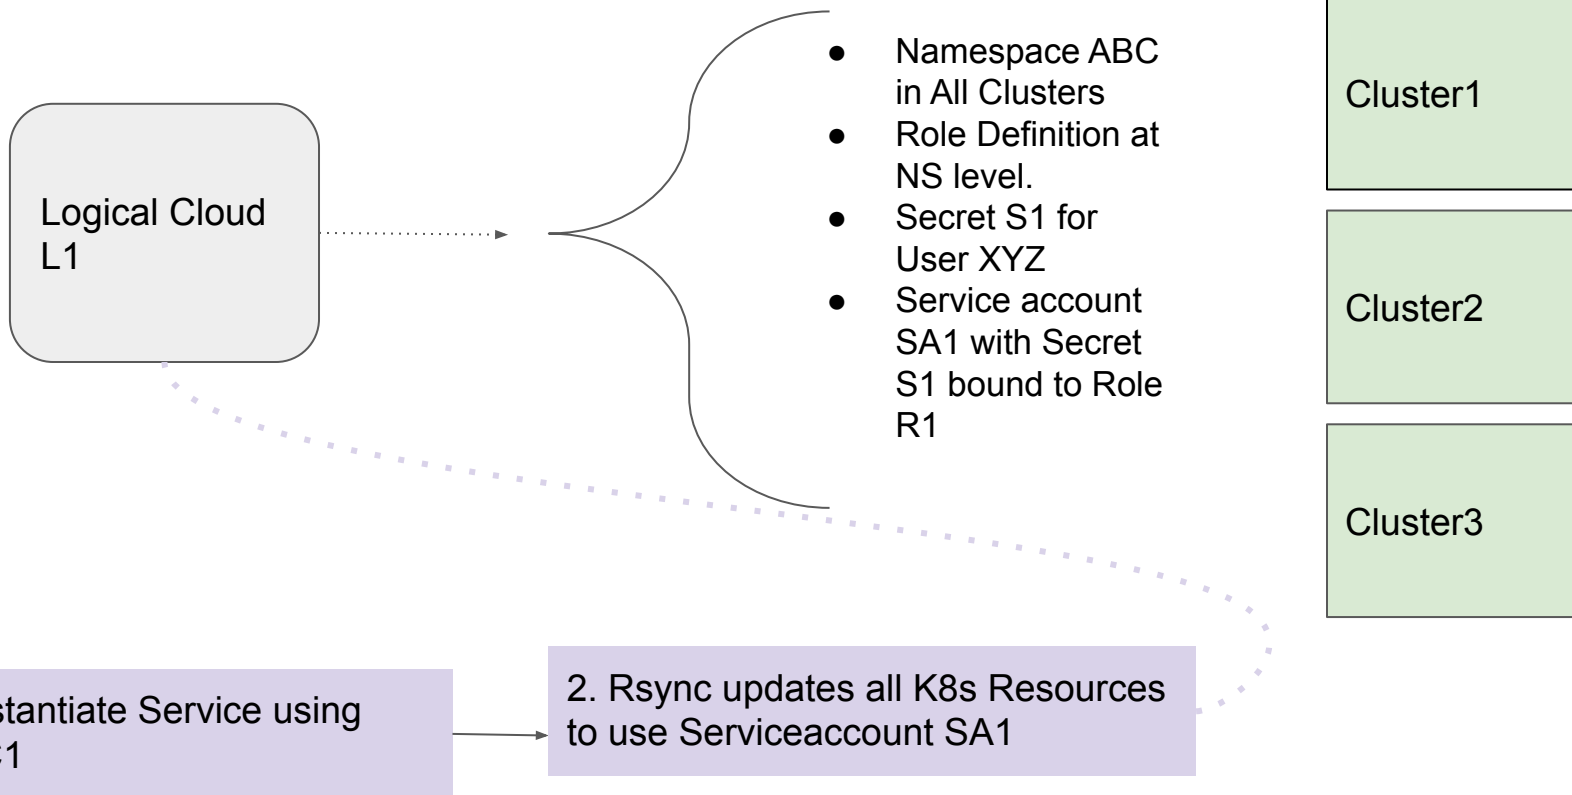 Logical Cloud
L1
● Namespace ABC
in All Clusters
● Role Definition at
NS level.
● Secret S1 for
User XYZ
● Service account
SA1 with Secret
S1 bound to Role
R1
Cluster1
Cluster2
Cluster3
Service using
2. Rsync updates all K8s Resources
to use Serviceaccount SA1